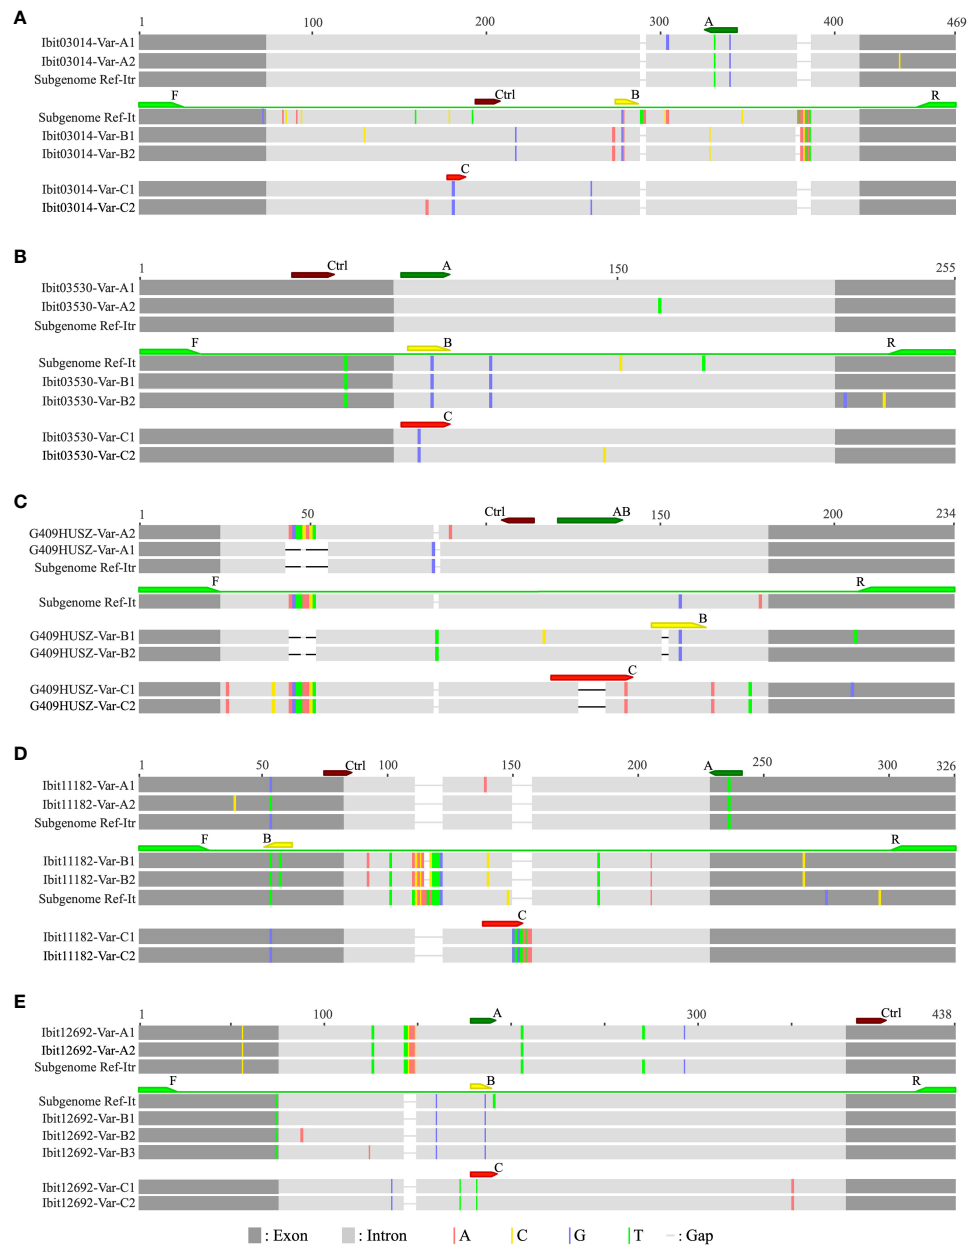 A
1 100 200 300 A 400 469
Ibit03014-Var-A1
Ibit03014-Var-A2
Subgenome Ref-Itr
F Ctrl B R
Subgenome Ref-It
Ibit03014-Var-B1
Ibit03014-Var-B2
C
Ibit03014-Var-C1
Ibit03014-Var-C2
B
1 Ctrl A 150 255
Ibit03530-Var-A1
Ibit03530-Var-A2
Subgenome Ref-Itr
F B R
Subgenome Ref-It
Ibit03530-Var-B1
Ibit03530-Var-B2
C
Ibit03530-Var-C1
Ibit03530-Var-C2
C
1 50 Ctrl AB 150 200 234
G409HUSZ-Var-A2
G409HUSZ-Var-A1
Subgenome Ref-Itr
F R
Subgenome Ref-It
B
G409HUSZ-Var-B1
G409HUSZ-Var-B2
C
G409HUSZ-Var-C1
G409HUSZ-Var-C2
D
1 50 Ctrl 100 150 200 A 250 300 326
Ibit11182-Var-A1
Ibit11182-Var-A2
Subgenome Ref-Itr
F B R
Ibit11182-Var-B1
Ibit11182-Var-B2
Subgenome Ref-It
C
Ibit11182-Var-C1
Ibit11182-Var-C2
E
1 100 A 300 Ctrl 438
Ibit12692-Var-A1
Ibit12692-Var-A2
Subgenome Ref-Itr
F B R
Subgenome Ref-It
Ibit12692-Var-B1
Ibit12692-Var-B2
Ibit12692-Var-B3
C
Ibit12692-Var-C1
Ibit12692-Var-C2
: Exon : Intron A C G T : Gap